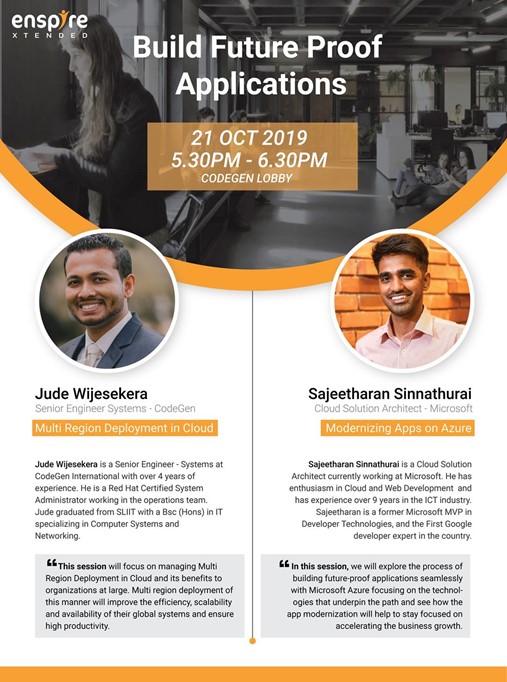 enspire
XTENDED
Build Future Proof
Applications
21 OCT 2019
5.30PM - 6.30PM
CODEGEN LOBBY
Jude Wijesekera
Senior Engineer Systems - CodeGen
Multi Region Deployment in Cloud
Jude Wijesekera is a Senior Engineer - Systems at
CodeGen International with over 4 years of
experience. He is a Red Hat Certified System
Administrator working in the operations team.
Jude graduated from SLIIT with a Bsc (Hons) in IT
specializing in Computer Systems and
Networking.
“This session will focus on managing Multi
Region Deployment in Cloud and its benefits to
organizations at large. Multi region deployment of
this manner will improve the efficiency, scalability
and availability of their global systems and ensure
high productivity.
Sajeetharan Sinnathurai
Cloud Solution Architect - Microsoft
Modernizing Apps on Azure
Sajeetharan Sinnathurai is a Cloud Solution
Architect currently working at Microsoft. He has
enthusiasm in Cloud and Web Development and
has experience over 9 years in the ICT industry.
Sajeetharan is a former Microsoft MVP in
Developer Technologies, and the First Google
developer expert in the country.
“In this session, we will explore the process of
building future-proof applications seamlessly
with Microsoft Azure focusing on the technol-
ogies that underpin the path and see how the
app modernization will help to stay focused on
accelerating the business growth.